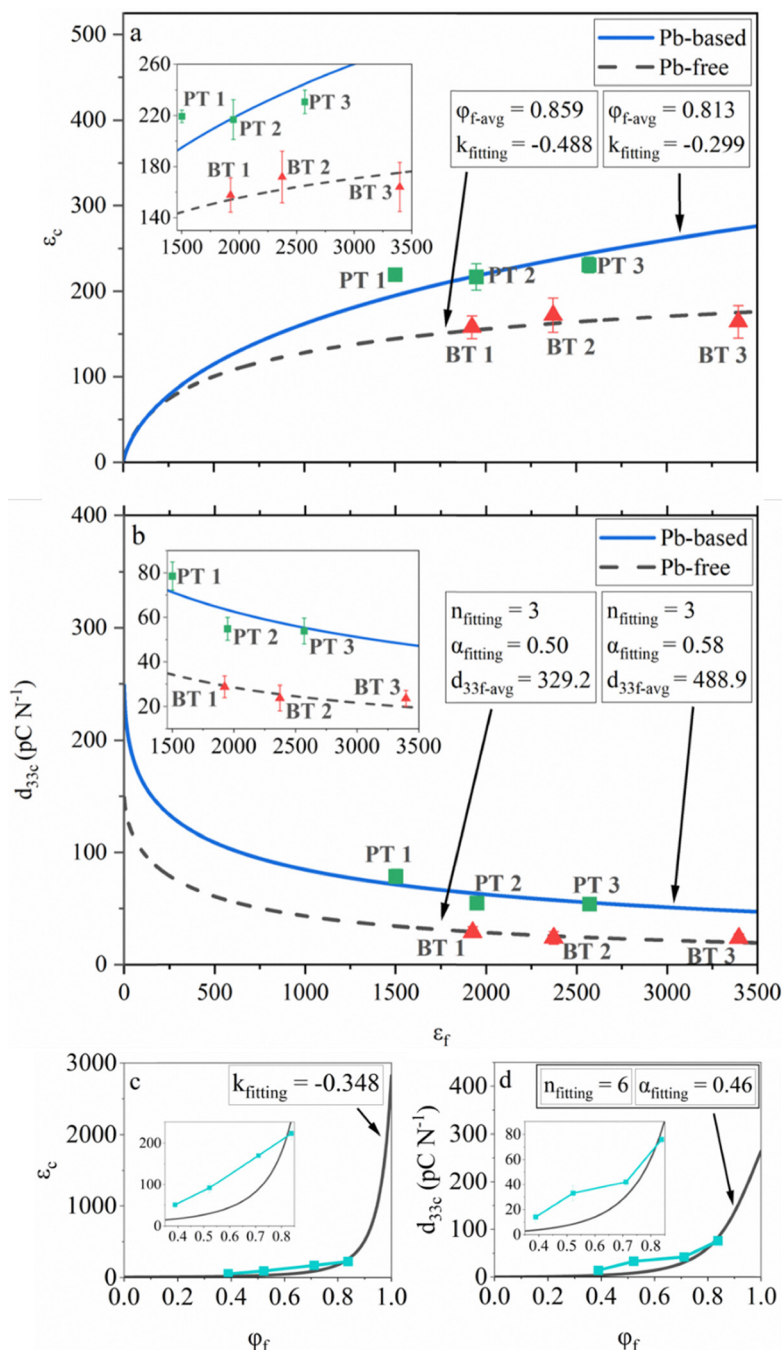 a
500
400
300
200
100
0
εc
Pb-based
Pb-free
260
220
180
140
1500 2000 2500 3000 3500
PT 1
PT 2
PT 3
BT 1
BT 2
BT 3
φf-avg = 0.859
kfitting = -0.488
φf-avg = 0.813
kfitting = -0.299
PT 1
PT 2
PT 3
BT 1
BT 2
BT 3
b
400
300
200
100
0
d33c (pC N-1)
Pb-based
Pb-free
80
60
40
20
1500 2000 2500 3000 3500
PT 1
PT 2
PT 3
BT 1
BT 2
BT 3
nfitting = 3
αfitting = 0.50
d33f-avg = 329.2
nfitting = 3
αfitting = 0.58
d33f-avg = 488.9
PT 1
PT 2
PT 3
BT 1
BT 2
BT 3
0 500 1000 1500 2000 2500 3000 3500
εf
c
3000
2000
1000
0
εc
kfitting = -0.348
200
100
0
0.4 0.5 0.6 0.7 0.8
0.0 0.2 0.4 0.6 0.8 1.0
φf
d
400
300
200
100
0
d33c (pC N-1)
nfitting = 6
αfitting = 0.46
80
60
40
20
0
0.4 0.5 0.6 0.7 0.8
0.0 0.2 0.4 0.6 0.8 1.0
φf